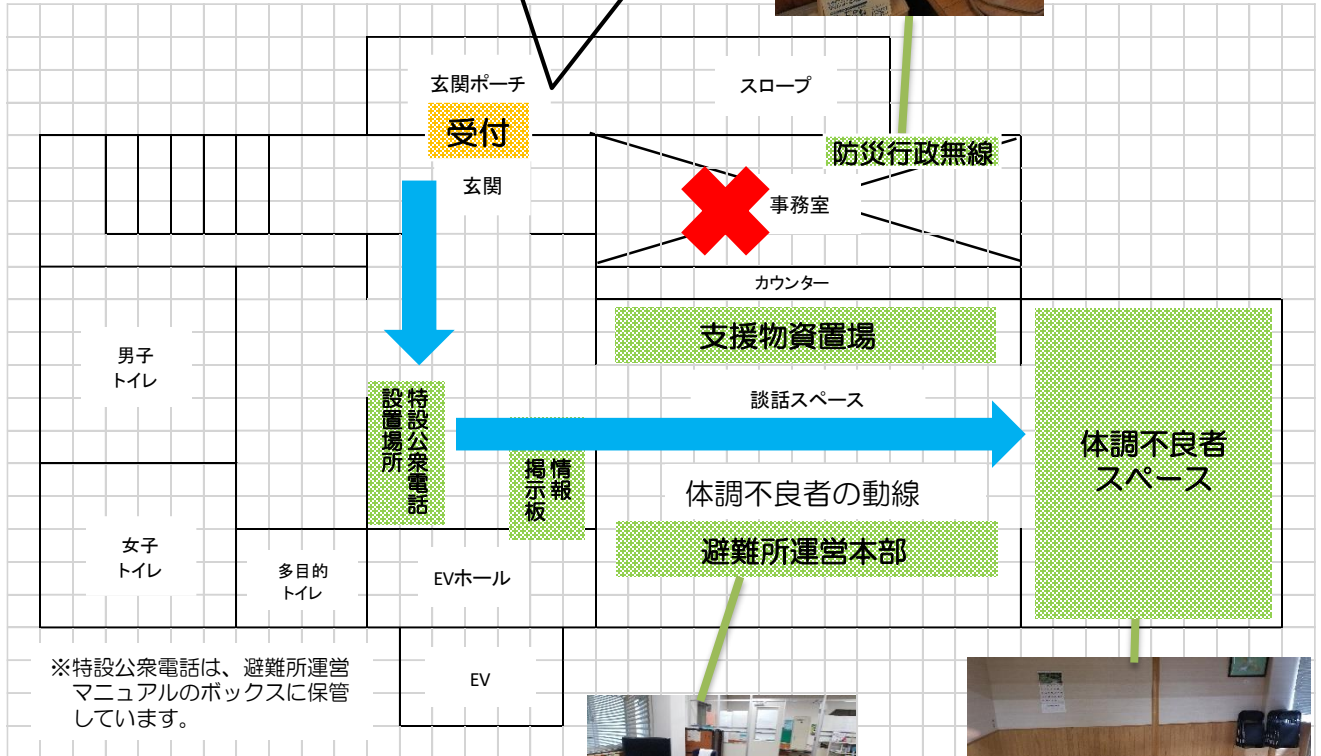 玄関ポーチ
スロープ
受付
防災行政無線
玄関
事務室
カウンター
支援物資置場
男子
トイレ
談話スペース
特設公衆電話
設置場所
情報
掲示板
体調不良者
スペース
体調不良者の動線
避難所運営本部
女子
トイレ
多目的
トイレ
EVホール
EV
※特設公衆電話は、避難所運営
マニュアルのボックスに保管
しています。